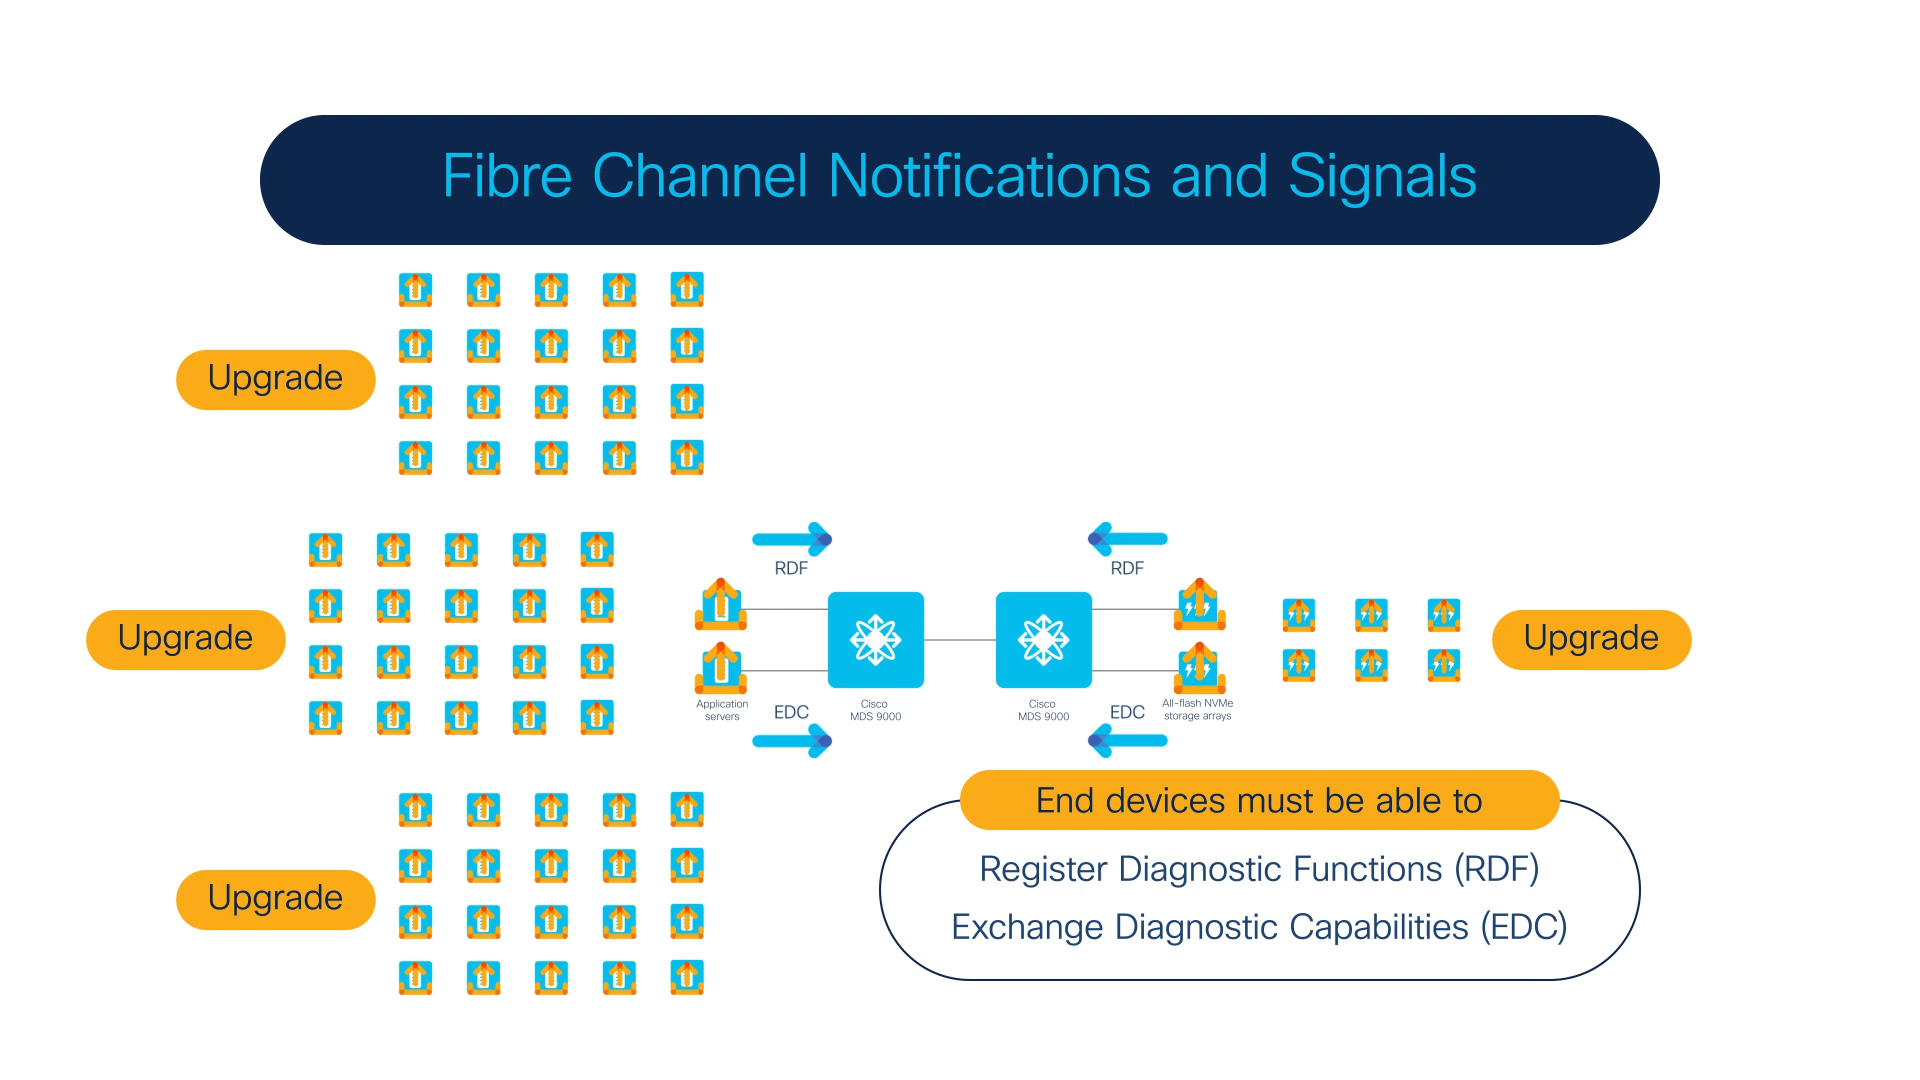 Fibre Channel Notifications and Signals
Upgrade
RDF
RDF
Upgrade
Upgrade
Application
servers
EDC
Cisco
MDS 9000
Cisco
MDS 9000
EDC
All-flash NVMe
storage arrays
End devices must be able to
Register Diagnostic Functions (RDF)
Exchange Diagnostic Capabilities (EDC)
Upgrade